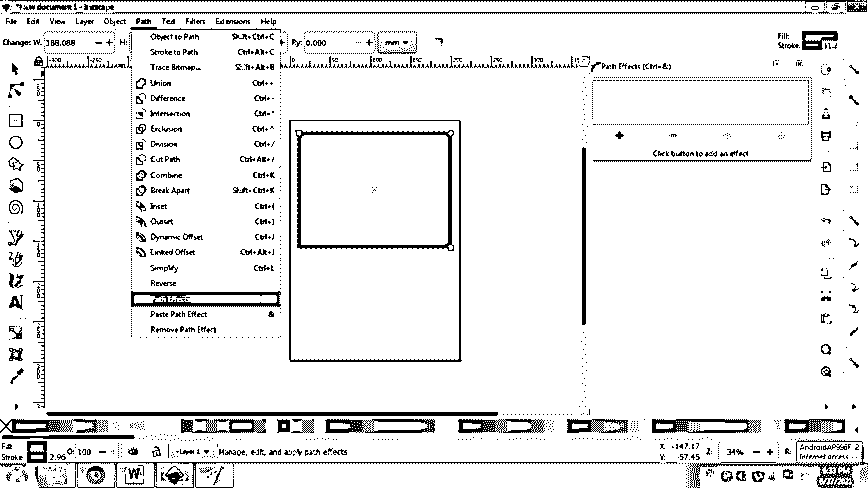 *New document 1 - Inkscape
File Edit View Layer Object Path Text Filters Extensions Help
Change: W: 188.088 H: Ry: 0.000 mm Fill:
Stroke:
Object to Path Shift+Ctrl+C
Stroke to Path Ctrl+Alt+C
Trace Bitmap... Shift+Alt+B
Union Ctrl++
Difference Ctrl+-
Intersection Ctrl+*
Exclusion Ctrl+^
Division Ctrl+/
Cut Path Ctrl+Alt+/
Combine Ctrl+K
Break Apart Shift+Ctrl+K
Inset Ctrl+(
Outset Ctrl+)
Dynamic Offset Ctrl+J
Linked Offset Ctrl+Alt+J
Simplify Ctrl+L
Reverse
Paste Path Effect &
Remove Path Effect
Path Effects (Ctrl+&)
Click button to add an effect
Fill:
Stroke: 2.96 O: 100 Layer 1 Manage, edit, and apply path effects X: -147.17 Z: 34% R:
Y: -57.45
AndroidAP996F 2
Internet access